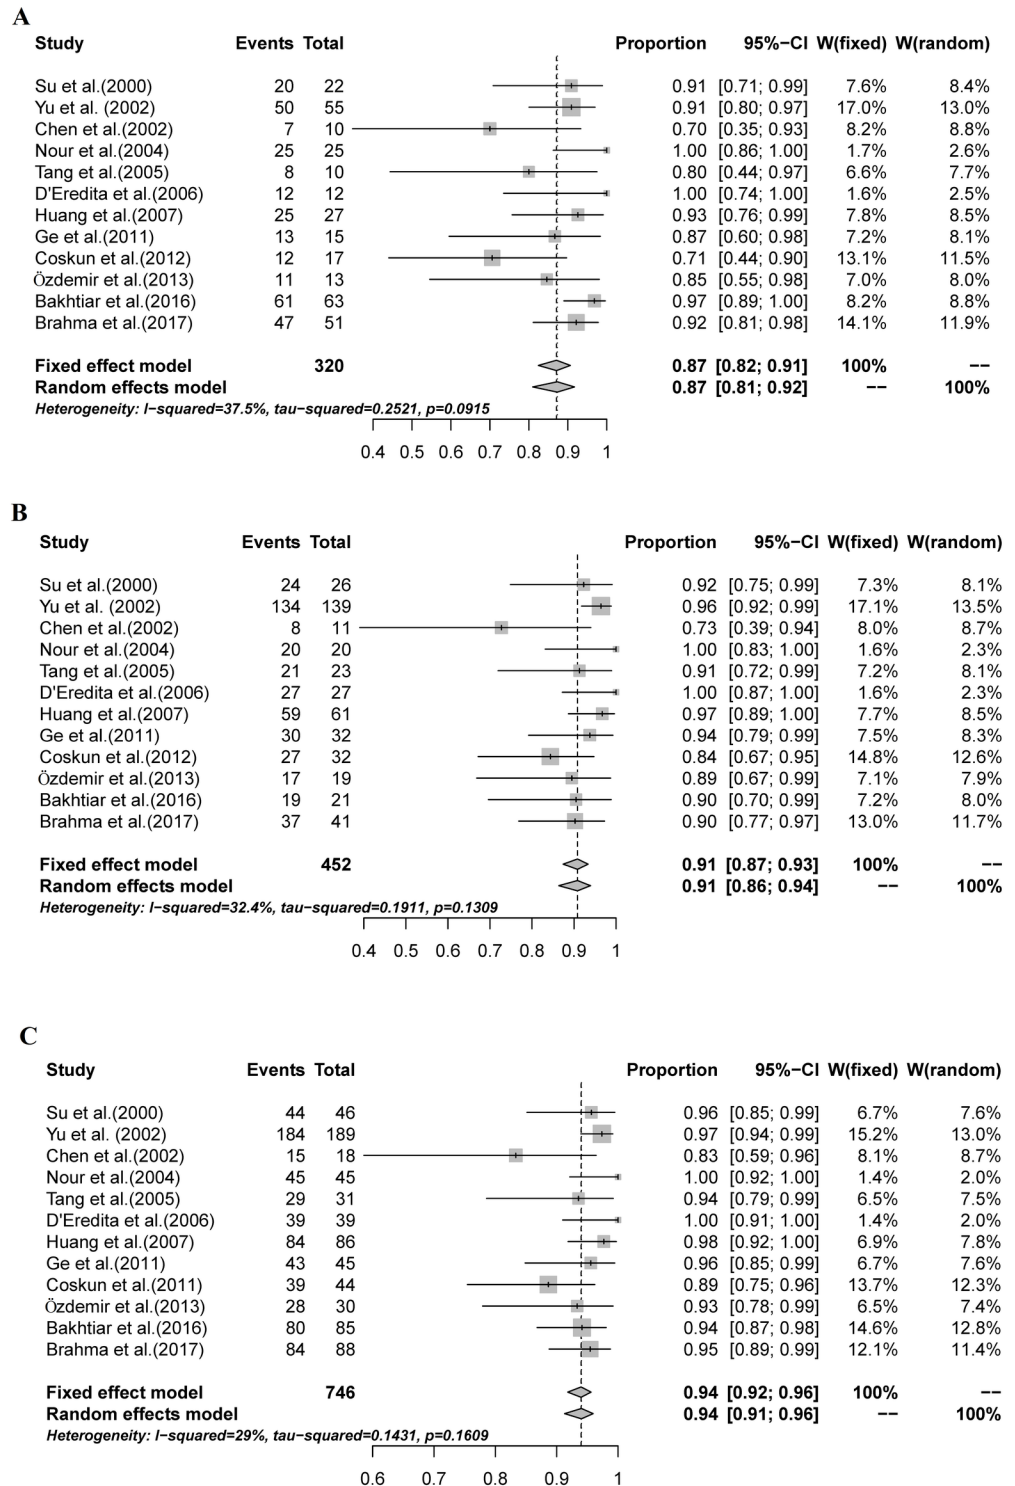 A
Study Events Total Proportion 95%−CI W(fixed) W(random)
Su et al.(2000) 20 22 0.91 [0.71; 0.99] 7.6% 8.4%
Yu et al. (2002) 50 55 0.91 [0.80; 0.97] 17.0% 13.0%
Chen et al.(2002) 7 10 0.70 [0.35; 0.93] 8.2% 8.8%
Nour et al.(2004) 25 25 1.00 [0.86; 1.00] 1.7% 2.6%
Tang et al.(2005) 8 10 0.80 [0.44; 0.97] 6.6% 7.7%
D'Eredita et al.(2006) 12 12 1.00 [0.74; 1.00] 1.6% 2.5%
Huang et al.(2007) 25 27 0.93 [0.76; 0.99] 7.8% 8.5%
Ge et al.(2011) 13 15 0.87 [0.60; 0.98] 7.2% 8.1%
Coskun et al.(2012) 12 17 0.71 [0.44; 0.90] 13.1% 11.5%
Özdemir et al.(2013) 11 13 0.85 [0.55; 0.98] 7.0% 8.0%
Bakhtiar et al.(2016) 61 63 0.97 [0.89; 1.00] 8.2% 8.8%
Brahma et al.(2017) 47 51 0.92 [0.81; 0.98] 14.1% 11.9%
Fixed effect model 320 0.87 [0.82; 0.91] 100% −−
Random effects model 0.87 [0.81; 0.92] −− 100%
Heterogeneity: I−squared=37.5%, tau−squared=0.2521, p=0.0915
0.4 0.5 0.6 0.7 0.8 0.9 1
B
Study Events Total Proportion 95%−CI W(fixed) W(random)
Su et al.(2000) 24 26 0.92 [0.75; 0.99] 7.3% 8.1%
Yu et al. (2002) 134 139 0.96 [0.92; 0.99] 17.1% 13.5%
Chen et al.(2002) 8 11 0.73 [0.39; 0.94] 8.0% 8.7%
Nour et al.(2004) 20 20 1.00 [0.83; 1.00] 1.6% 2.3%
Tang et al.(2005) 21 23 0.91 [0.72; 0.99] 7.2% 8.1%
D'Eredita et al.(2006) 27 27 1.00 [0.87; 1.00] 1.6% 2.3%
Huang et al.(2007) 59 61 0.97 [0.89; 1.00] 7.7% 8.5%
Ge et al.(2011) 30 32 0.94 [0.79; 0.99] 7.5% 8.3%
Coskun et al.(2012) 27 32 0.84 [0.67; 0.95] 14.8% 12.6%
Özdemir et al.(2013) 17 19 0.89 [0.67; 0.99] 7.1% 7.9%
Bakhtiar et al.(2016) 19 21 0.90 [0.70; 0.99] 7.2% 8.0%
Brahma et al.(2017) 37 41 0.90 [0.77; 0.97] 13.0% 11.7%
Fixed effect model 452 0.91 [0.87; 0.93] 100% −−
Random effects model 0.91 [0.86; 0.94] −− 100%
Heterogeneity: I−squared=32.4%, tau−squared=0.1911, p=0.1309
0.4 0.5 0.6 0.7 0.8 0.9 1
C
Study Events Total Proportion 95%−CI W(fixed) W(random)
Su et al.(2000) 44 46 0.96 [0.85; 0.99] 6.7% 7.6%
Yu et al. (2002) 184 189 0.97 [0.94; 0.99] 15.2% 13.0%
Chen et al.(2002) 15 18 0.83 [0.59; 0.96] 8.1% 8.7%
Nour et al.(2004) 45 45 1.00 [0.92; 1.00] 1.4% 2.0%
Tang et al.(2005) 29 31 0.94 [0.79; 0.99] 6.5% 7.5%
D'Eredita et al.(2006) 39 39 1.00 [0.91; 1.00] 1.4% 2.0%
Huang et al.(2007) 84 86 0.98 [0.92; 1.00] 6.9% 7.8%
Ge et al.(2011) 43 45 0.96 [0.85; 0.99] 6.7% 7.6%
Coskun et al.(2011) 39 44 0.89 [0.75; 0.96] 13.7% 12.3%
Özdemir et al.(2013) 28 30 0.93 [0.78; 0.99] 6.5% 7.4%
Bakhtiar et al.(2016) 80 85 0.94 [0.87; 0.98] 14.6% 12.8%
Brahma et al.(2017) 84 88 0.95 [0.89; 0.99] 12.1% 11.4%
Fixed effect model 746 0.94 [0.92; 0.96] 100% −−
Random effects model 0.94 [0.91; 0.96] −− 100%
Heterogeneity: I−squared=29%, tau−squared=0.1431, p=0.1609
0.6 0.7 0.8 0.9 1